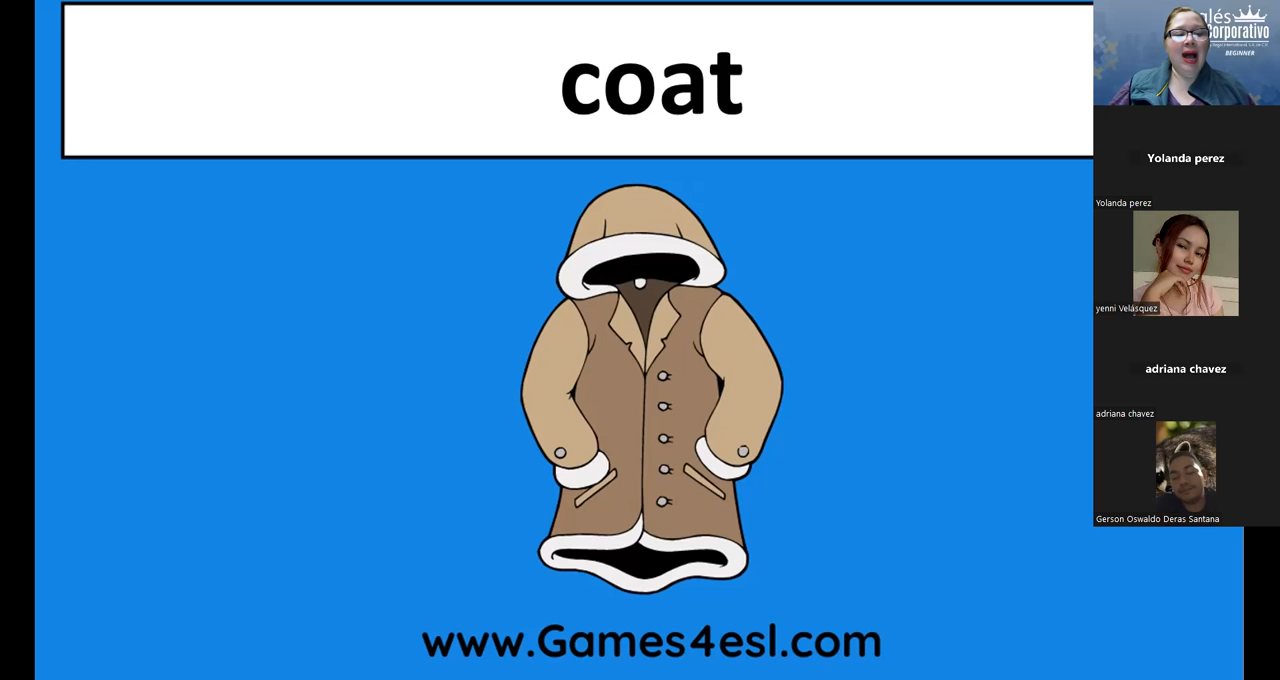 coat
www.Games4esl.com
glés
Corporativo
BEGINNER
Yolanda perez
Yolanda perez
yenni Velásquez
adriana chavez
adriana chavez
Gerson Oswaldo Deras Santana